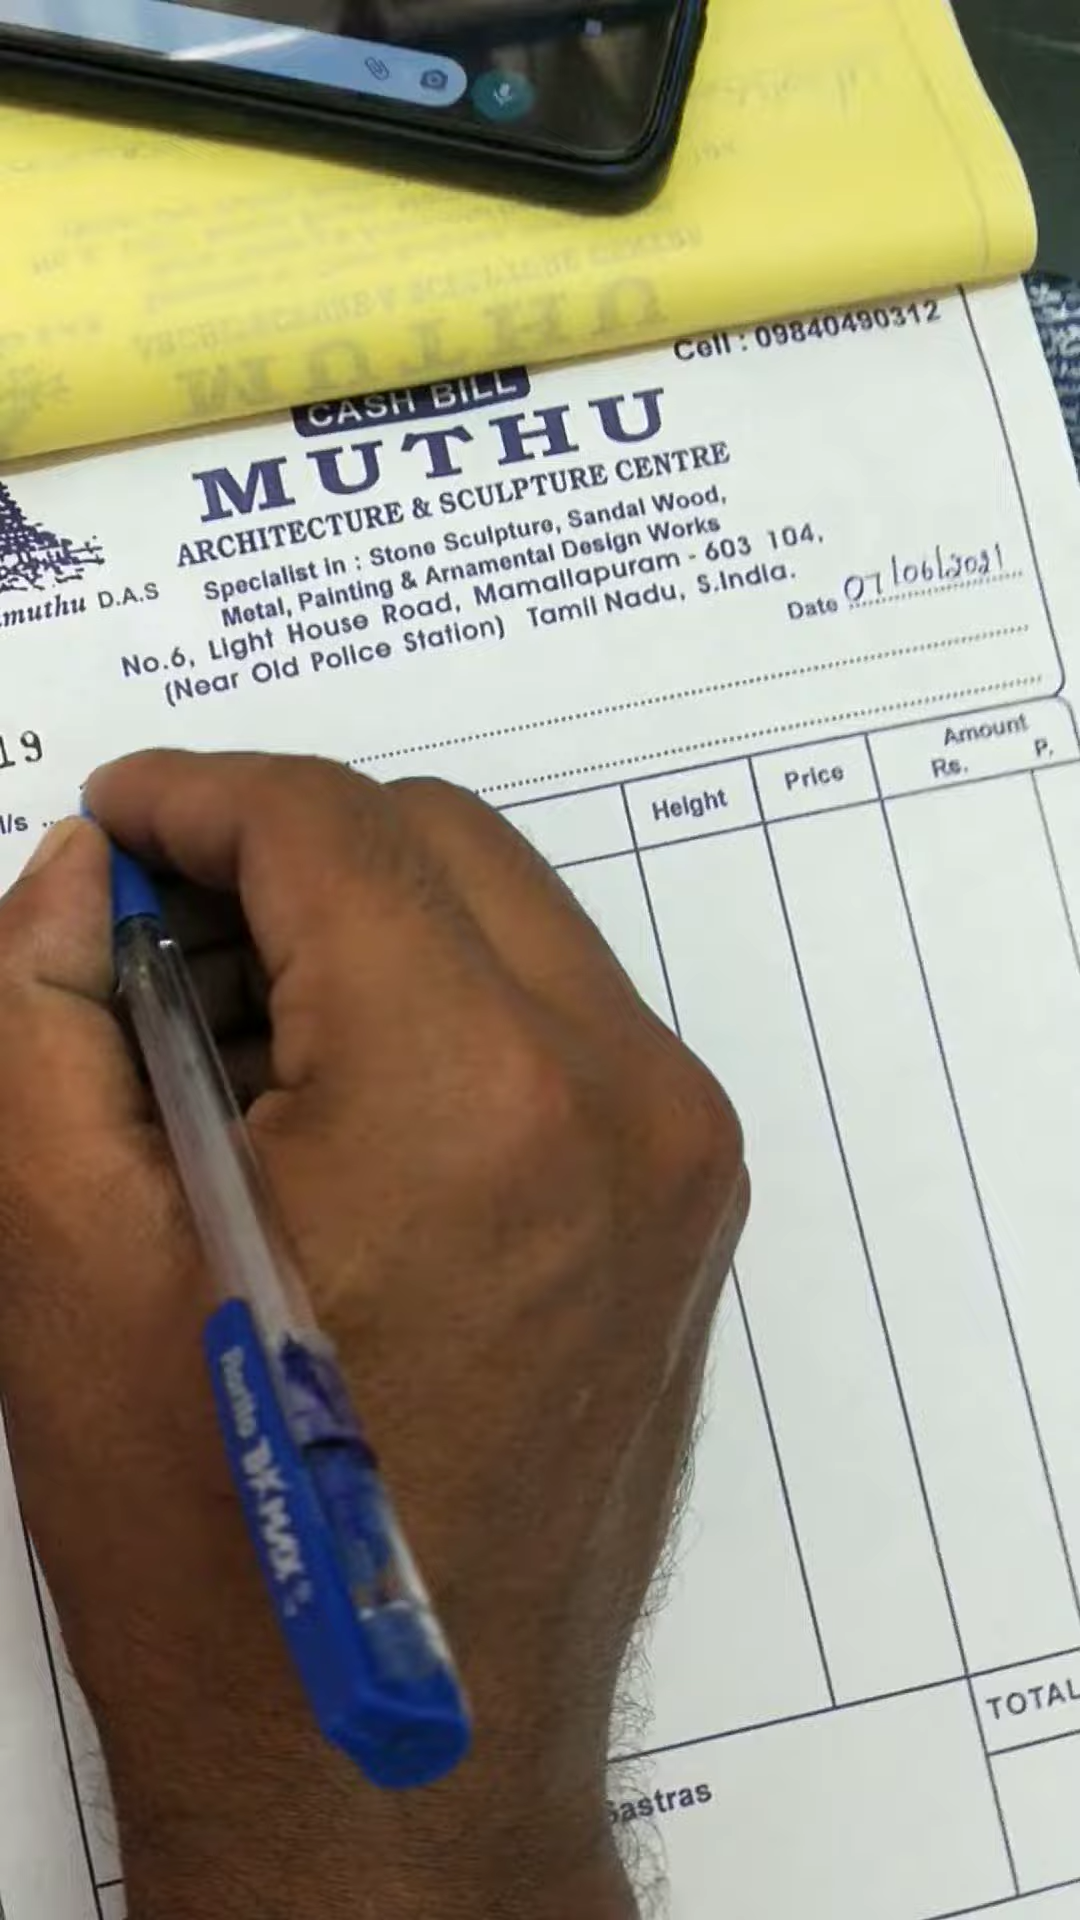 Cell : 09840490312
CASH BILL
MUTHU
ARCHITECTURE & SCULPTURE CENTRE
Specialist in : Stone Sculpture, Sandal Wood,
Metal, Painting & Arnamental Design Works
muthu D.A.S
No.6, Light House Road, Mamallapuram - 603 104,
(Near Old Police Station) Tamil Nadu, S.India.
Date 07/06/2021
19
/s
Height
Price
Amount
Rs. P.
TOTAL
Sastras